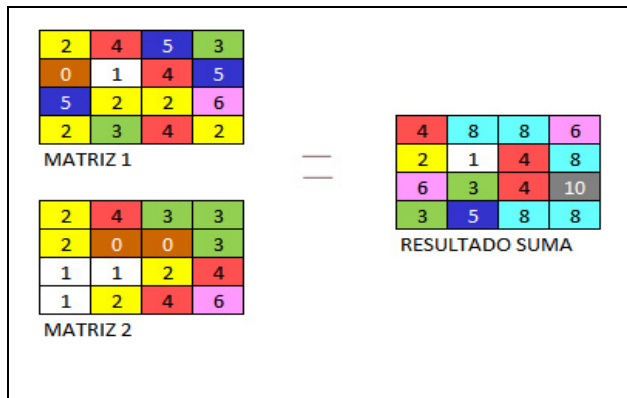 2 4 5 3
0 1 4 5
5 2 2 6
2 3 4 2
MATRIZ 1
2 4 3 3
2 0 0 3
1 1 2 4
1 2 4 6
MATRIZ 2
=
4 8 8 6
2 1 4 8
6 3 4 10
3 5 8 8
RESULTADO SUMA